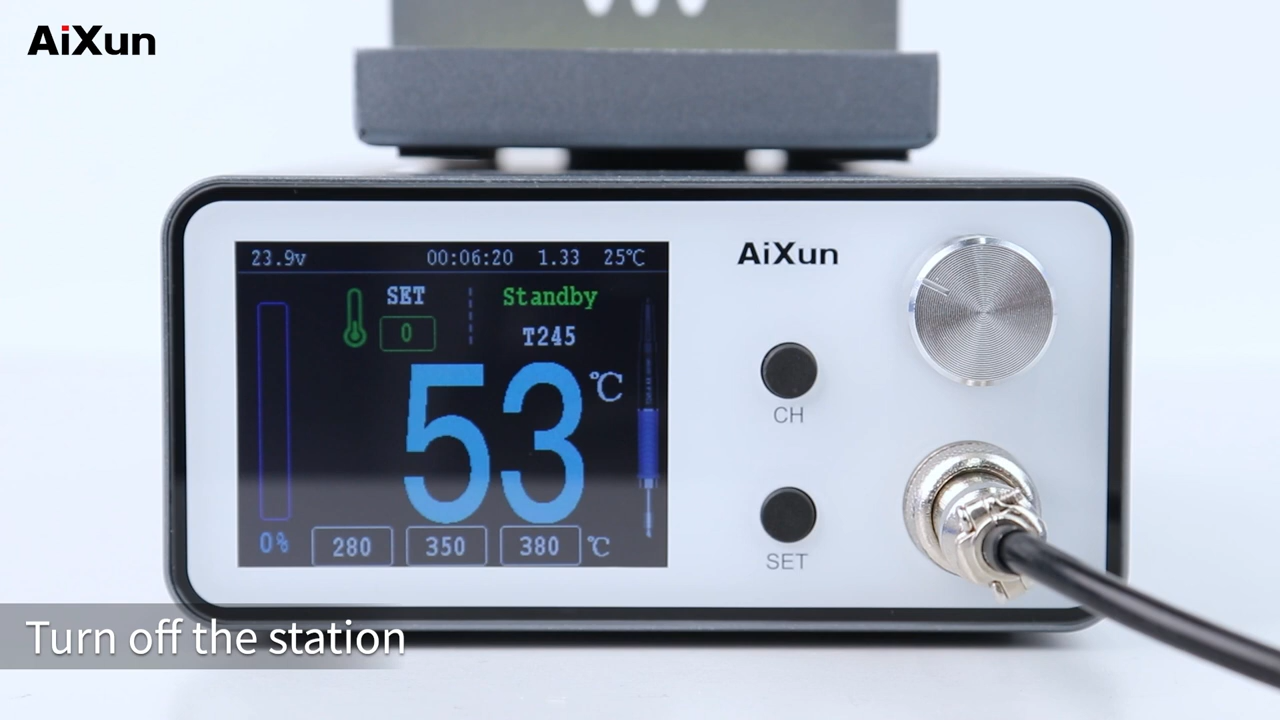 AiXun
23.9v 00:06:20 1.33 25℃
SET
Standby
0
T245
53 ℃
0%
280 350 380 ℃
AiXun
CH
SET
Turn off the station